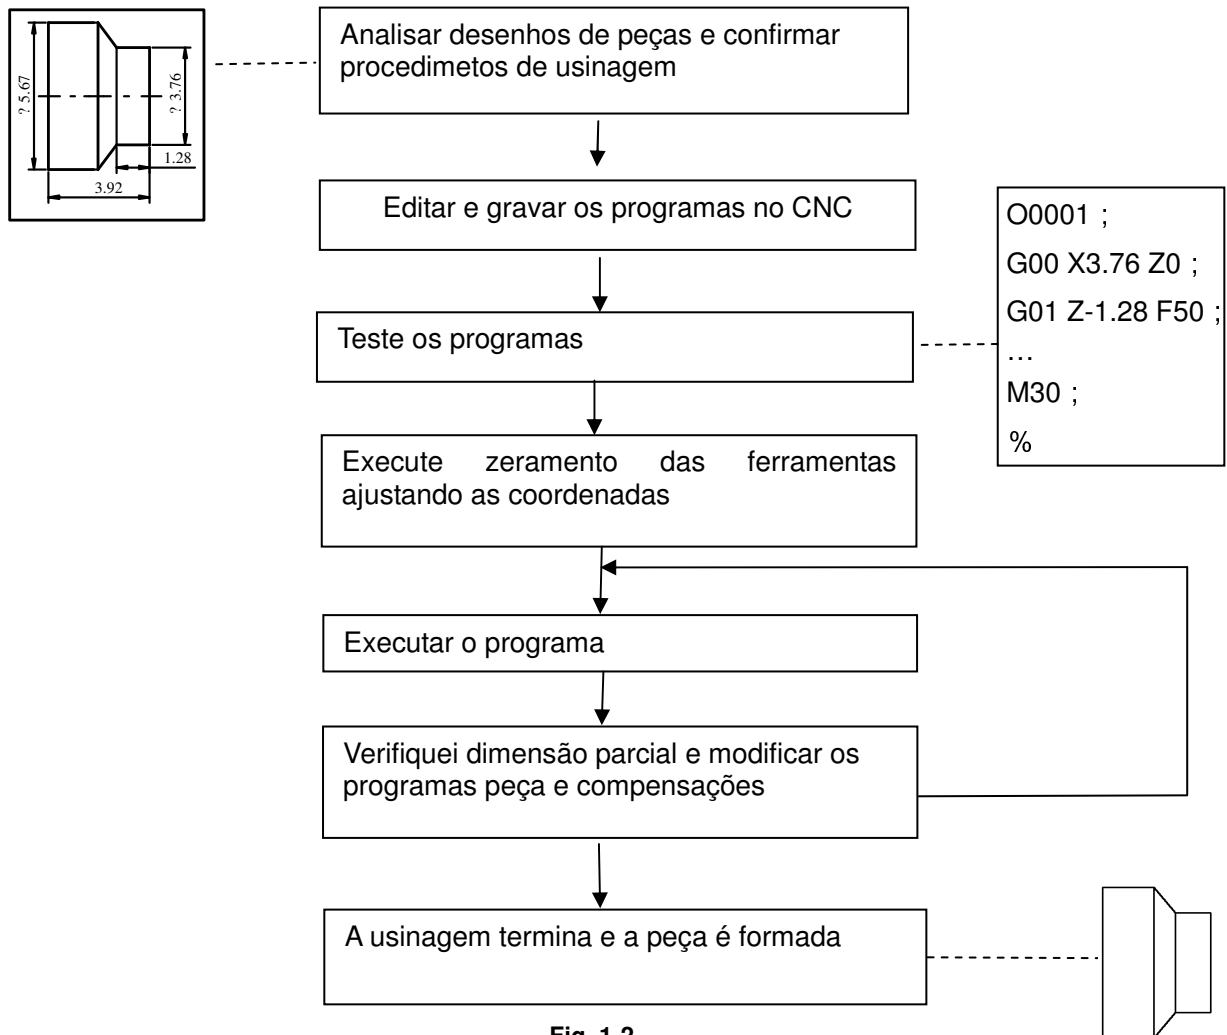 Analisar desenhos de peças e confirmar
procedimetos de usinagem
? 5.67
? 3.76
1.28
3.92
Editar e gravar os programas no CNC
O0001 ;
G00 X3.76 Z0 ;
G01 Z-1.28 F50 ;
…
M30 ;
%
Teste os programas
Execute zeramento das ferramentas
ajustando as coordenadas
Executar o programa
Verifiquei dimensão parcial e modificar os
programas peça e compensações
A usinagem termina e a peça é formada
Fig. 1-2